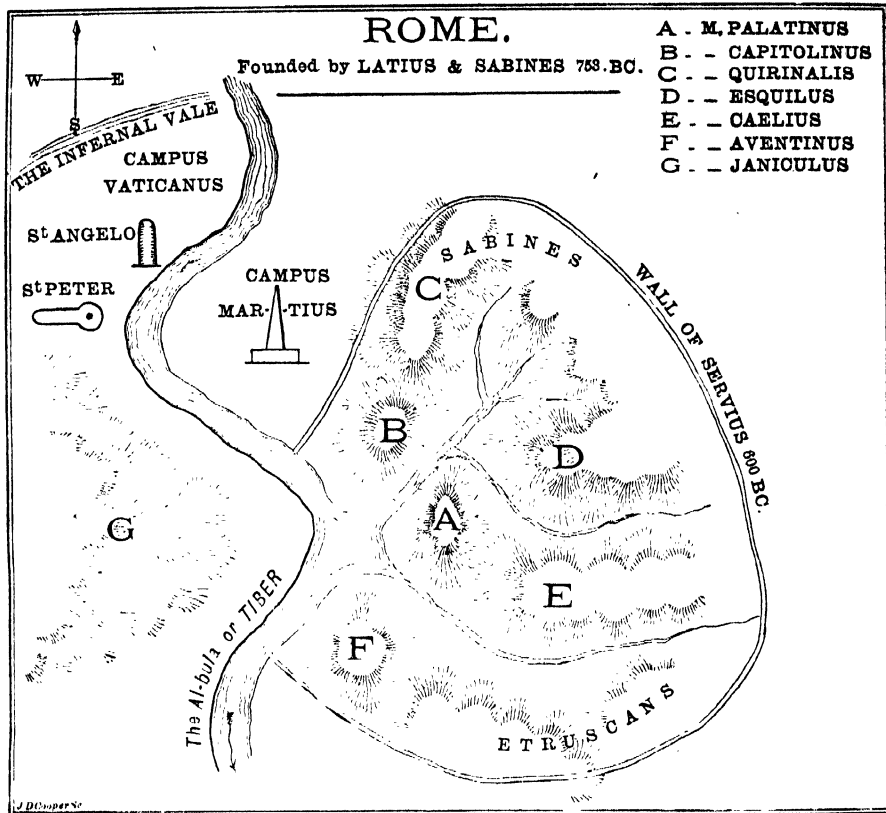 ROME.
Founded by LATIUS & SABINES 753. BC.
A. M. PALATINUS
B. - CAPITOLINUS
C - - QUIRINALIS
D. - ESQUILUS
E. - CAELIUS
F. - AVENTINUS
G. - JANICULUS
W E
S
THE INFERNAL VALE
CAMPUS
VATICANUS
St ANGELO
St PETER
CAMPUS
MAR-TIUS
SABINES
WALL OF SERVIUS 600 BC.
C
B
D
A
G
E
F
The Al-bula or TIBER
ETRUSCANS
J D Cooper Sc